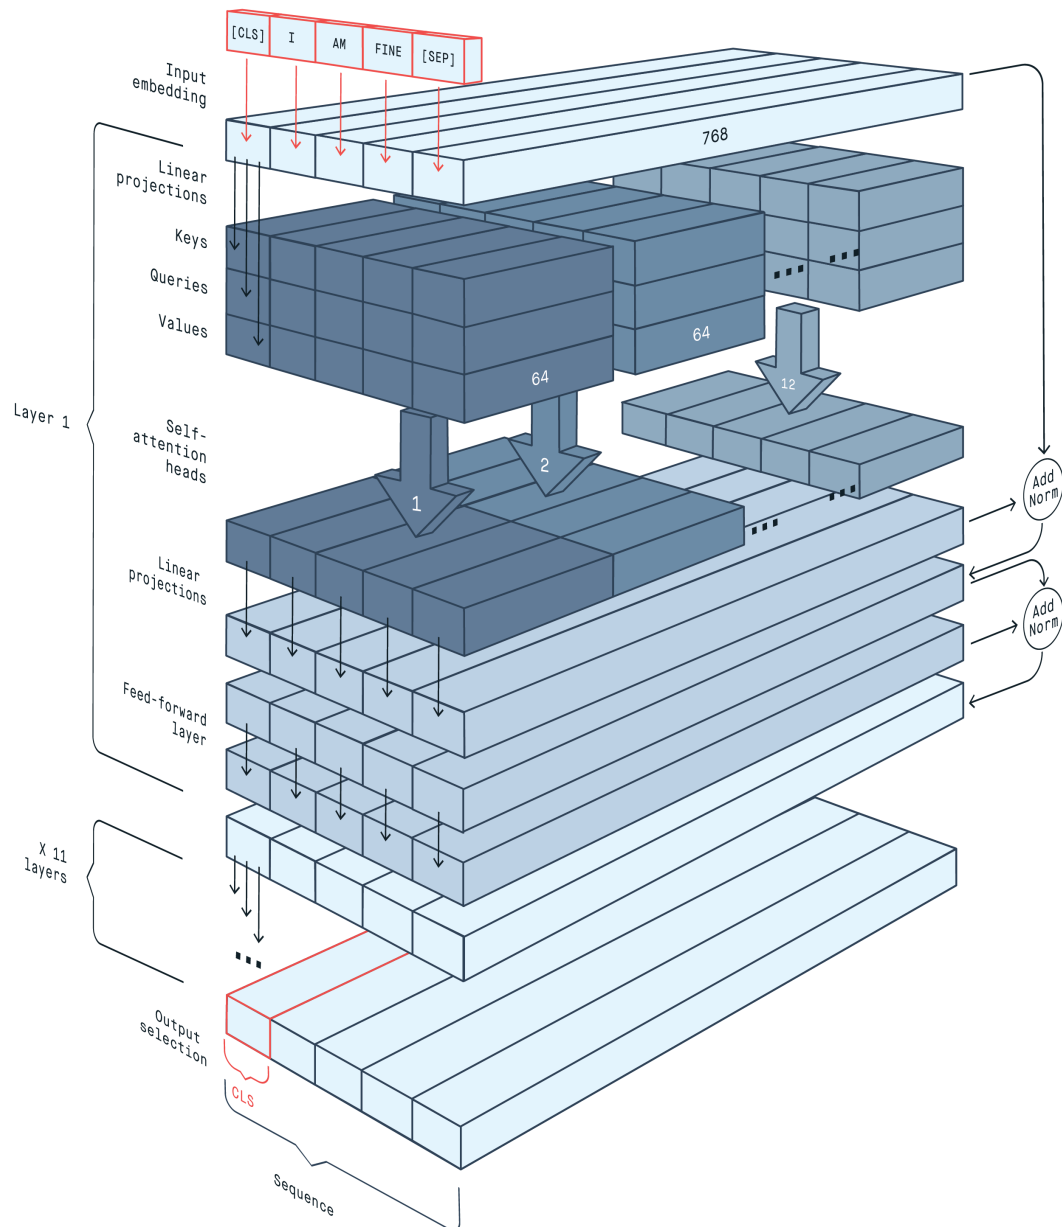 [CLS] I AM FINE [SEP]
Input
embedding
768
Linear
projections
Keys
Queries
Values
64
64
12
Layer 1
Self-
attention
heads
1
2
Add
Norm
Linear
projections
Add
Norm
Feed-forward
layer
X 11
layers
Output
selection
CLS
Sequence